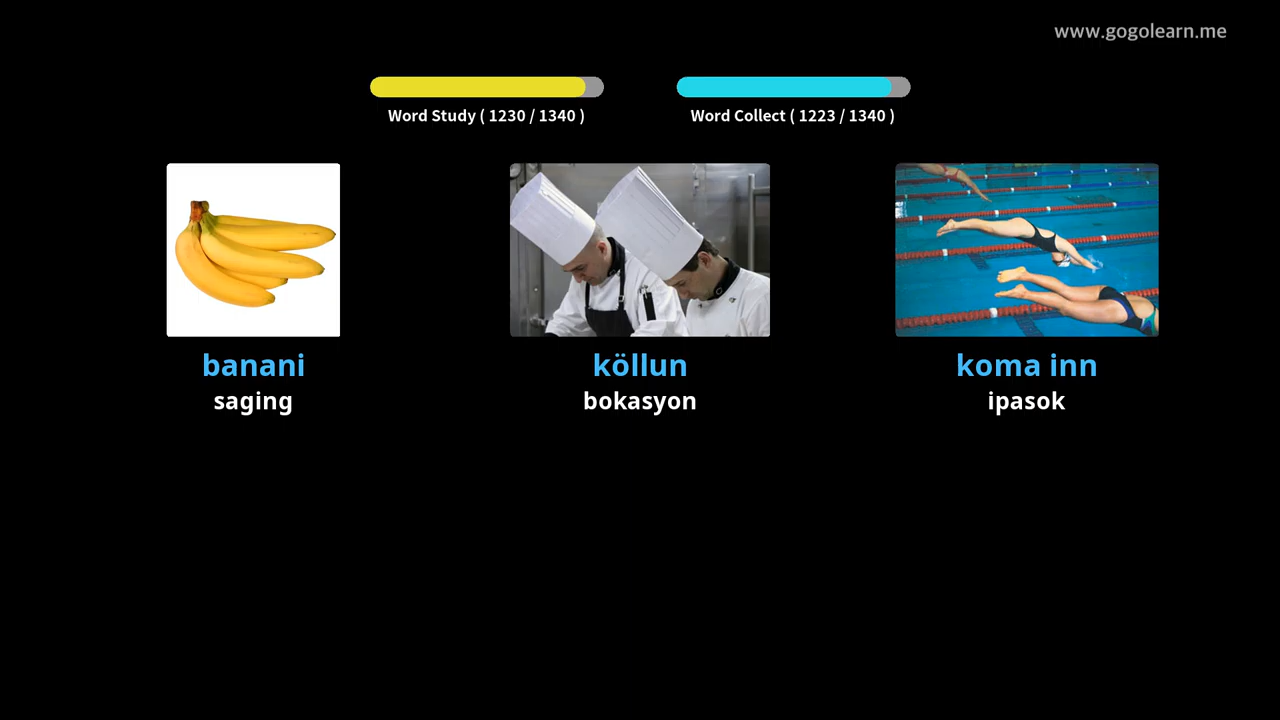 www.gogolearn.me
Word Study ( 1230 / 1340 )
Word Collect ( 1223 / 1340 )
banani
saging
köllun
bokasyon
koma inn
ipasok